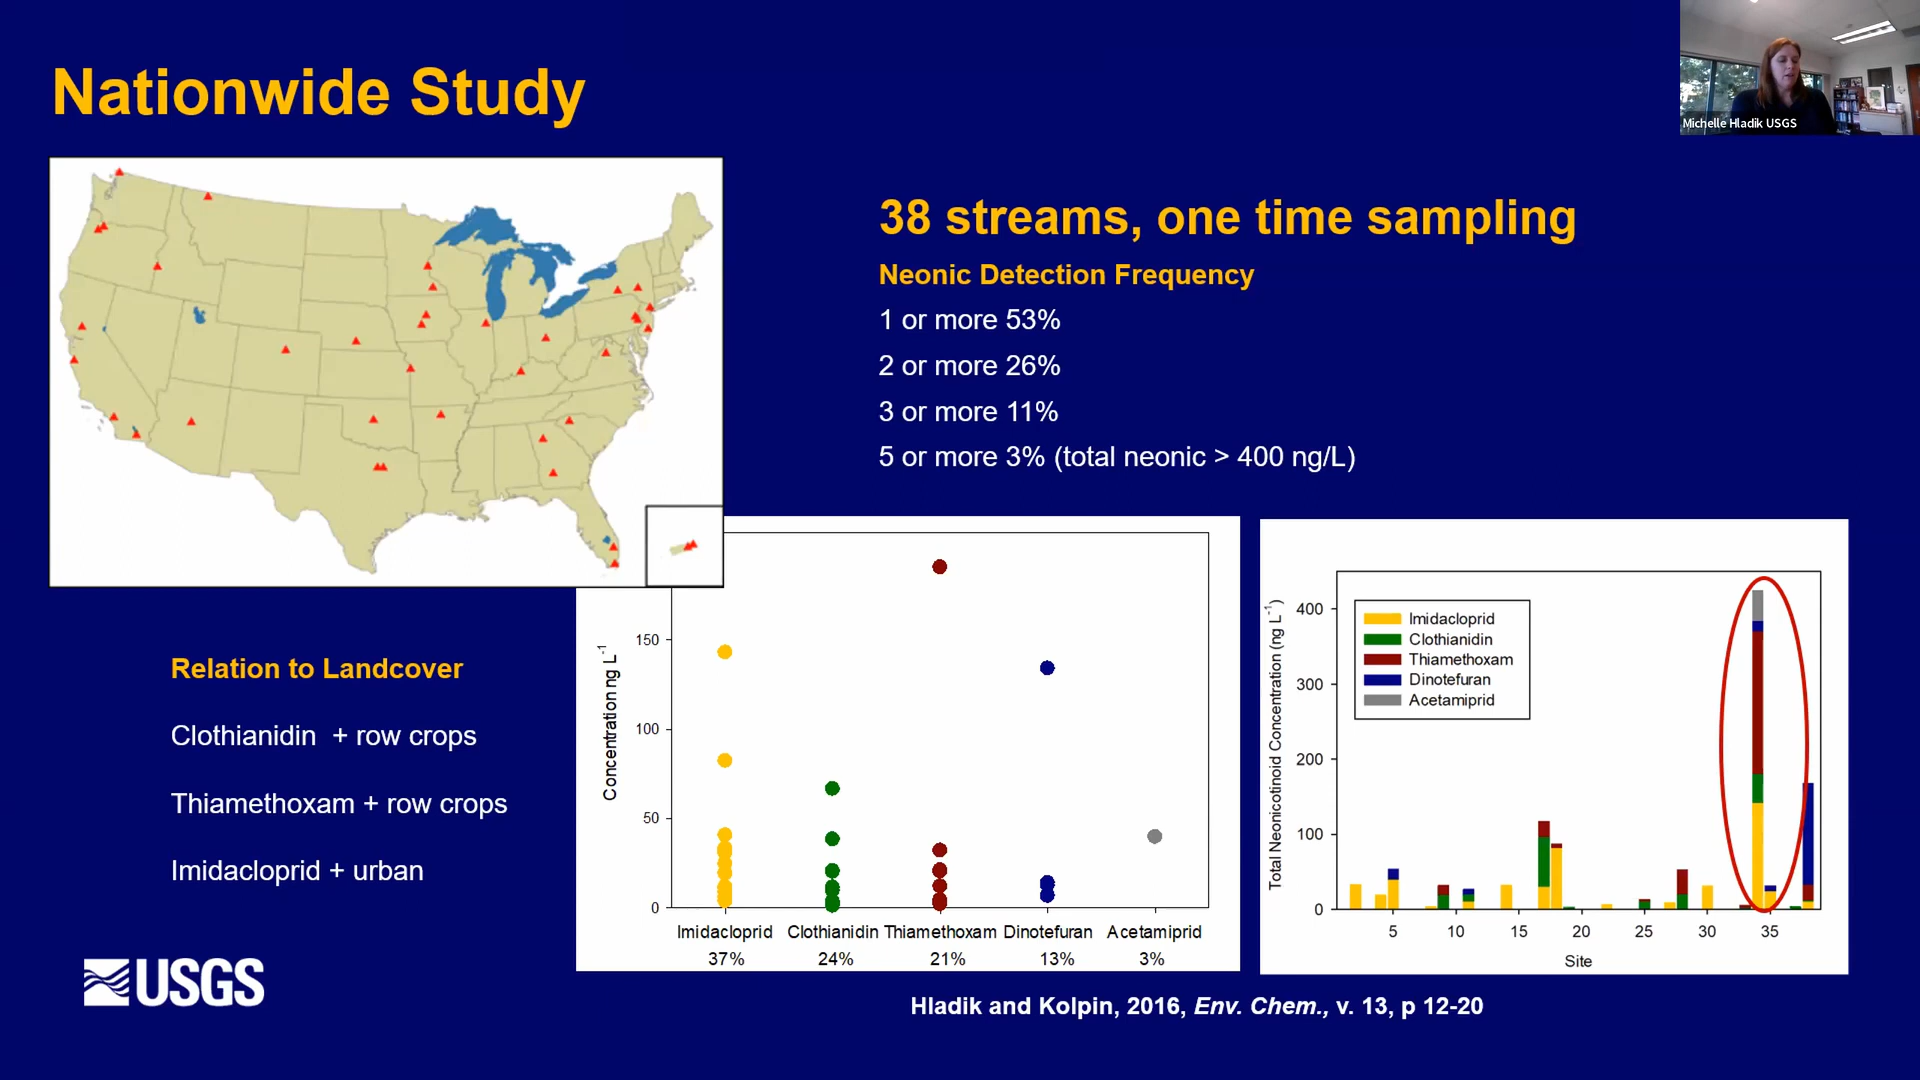 Nationwide Study
Michelle Hladik USGS
38 streams, one time sampling
Neonic Detection Frequency
1 or more 53%
2 or more 26%
3 or more 11%
5 or more 3% (total neonic > 400 ng/L)
Relation to Landcover
Clothianidin + row crops
Thiamethoxam + row crops
Imidacloprid + urban
Concentration ng L-1
150
100
50
0
Imidacloprid Clothianidin Thiamethoxam Dinotefuran Acetamiprid
37% 24% 21% 13% 3%
Total Neonicotinoid Concentration (ng L-1)
400
300
200
100
0
Imidacloprid
Clothianidin
Thiamethoxam
Dinotefuran
Acetamiprid
5 10 15 20 25 30 35
Site
USGS
Hladik and Kolpin, 2016, Env. Chem., v. 13, p 12-20